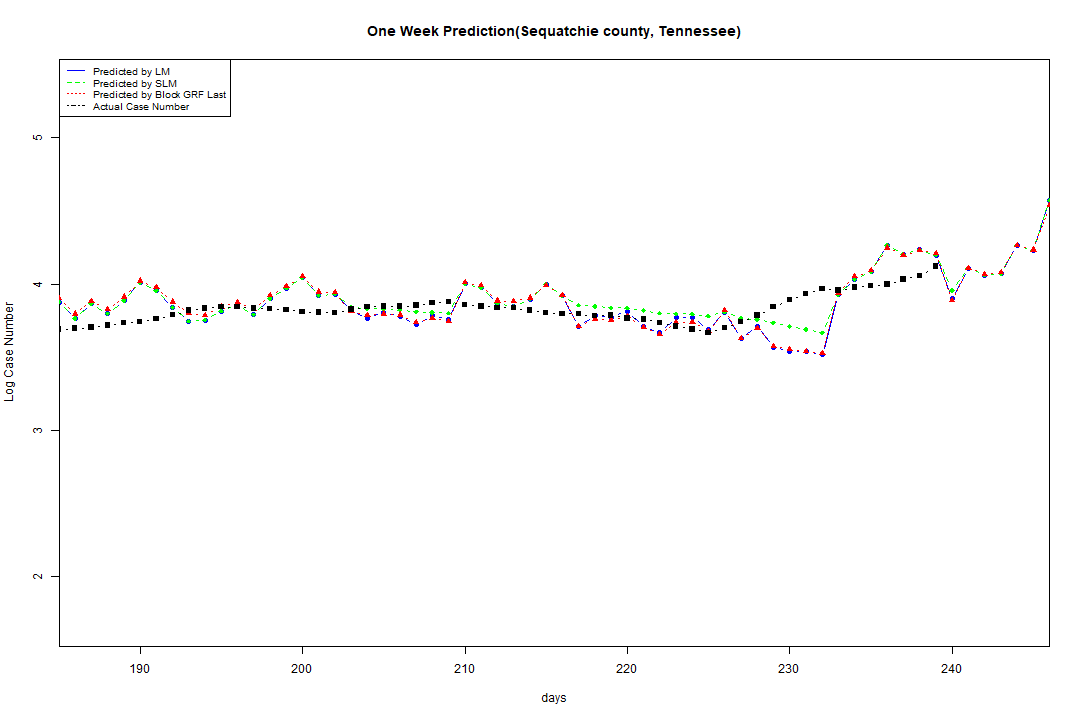 One Week Prediction(Sequatchie county, Tennessee)
Predicted by LM
Predicted by SLM
Predicted by Block GRF Last
Actual Case Number
5
4
3
2
Log Case Number
190 200 210 220 230 240
days